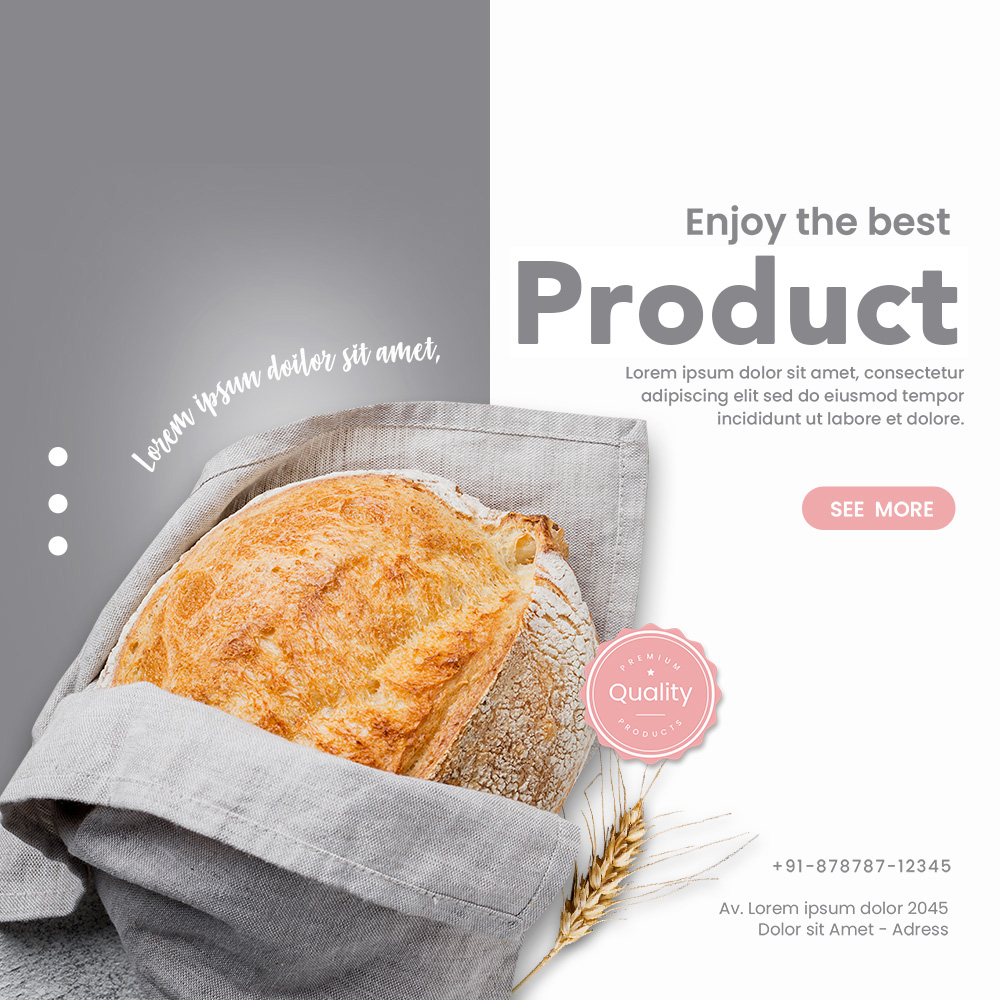 Enjoy the best
Product
Lorem ipsum dolor sit amet, consectetur
adipiscing elit sed do eiusmod tempor
incididunt ut labore et dolore.
Lorem ipsun doilor sit amet,
SEE MORE
PREMIUM
Quality
PRODUCTS
+91-878787-12345
Av. Lorem ipsum dolor 2045
Dolor sit Amet - Adress